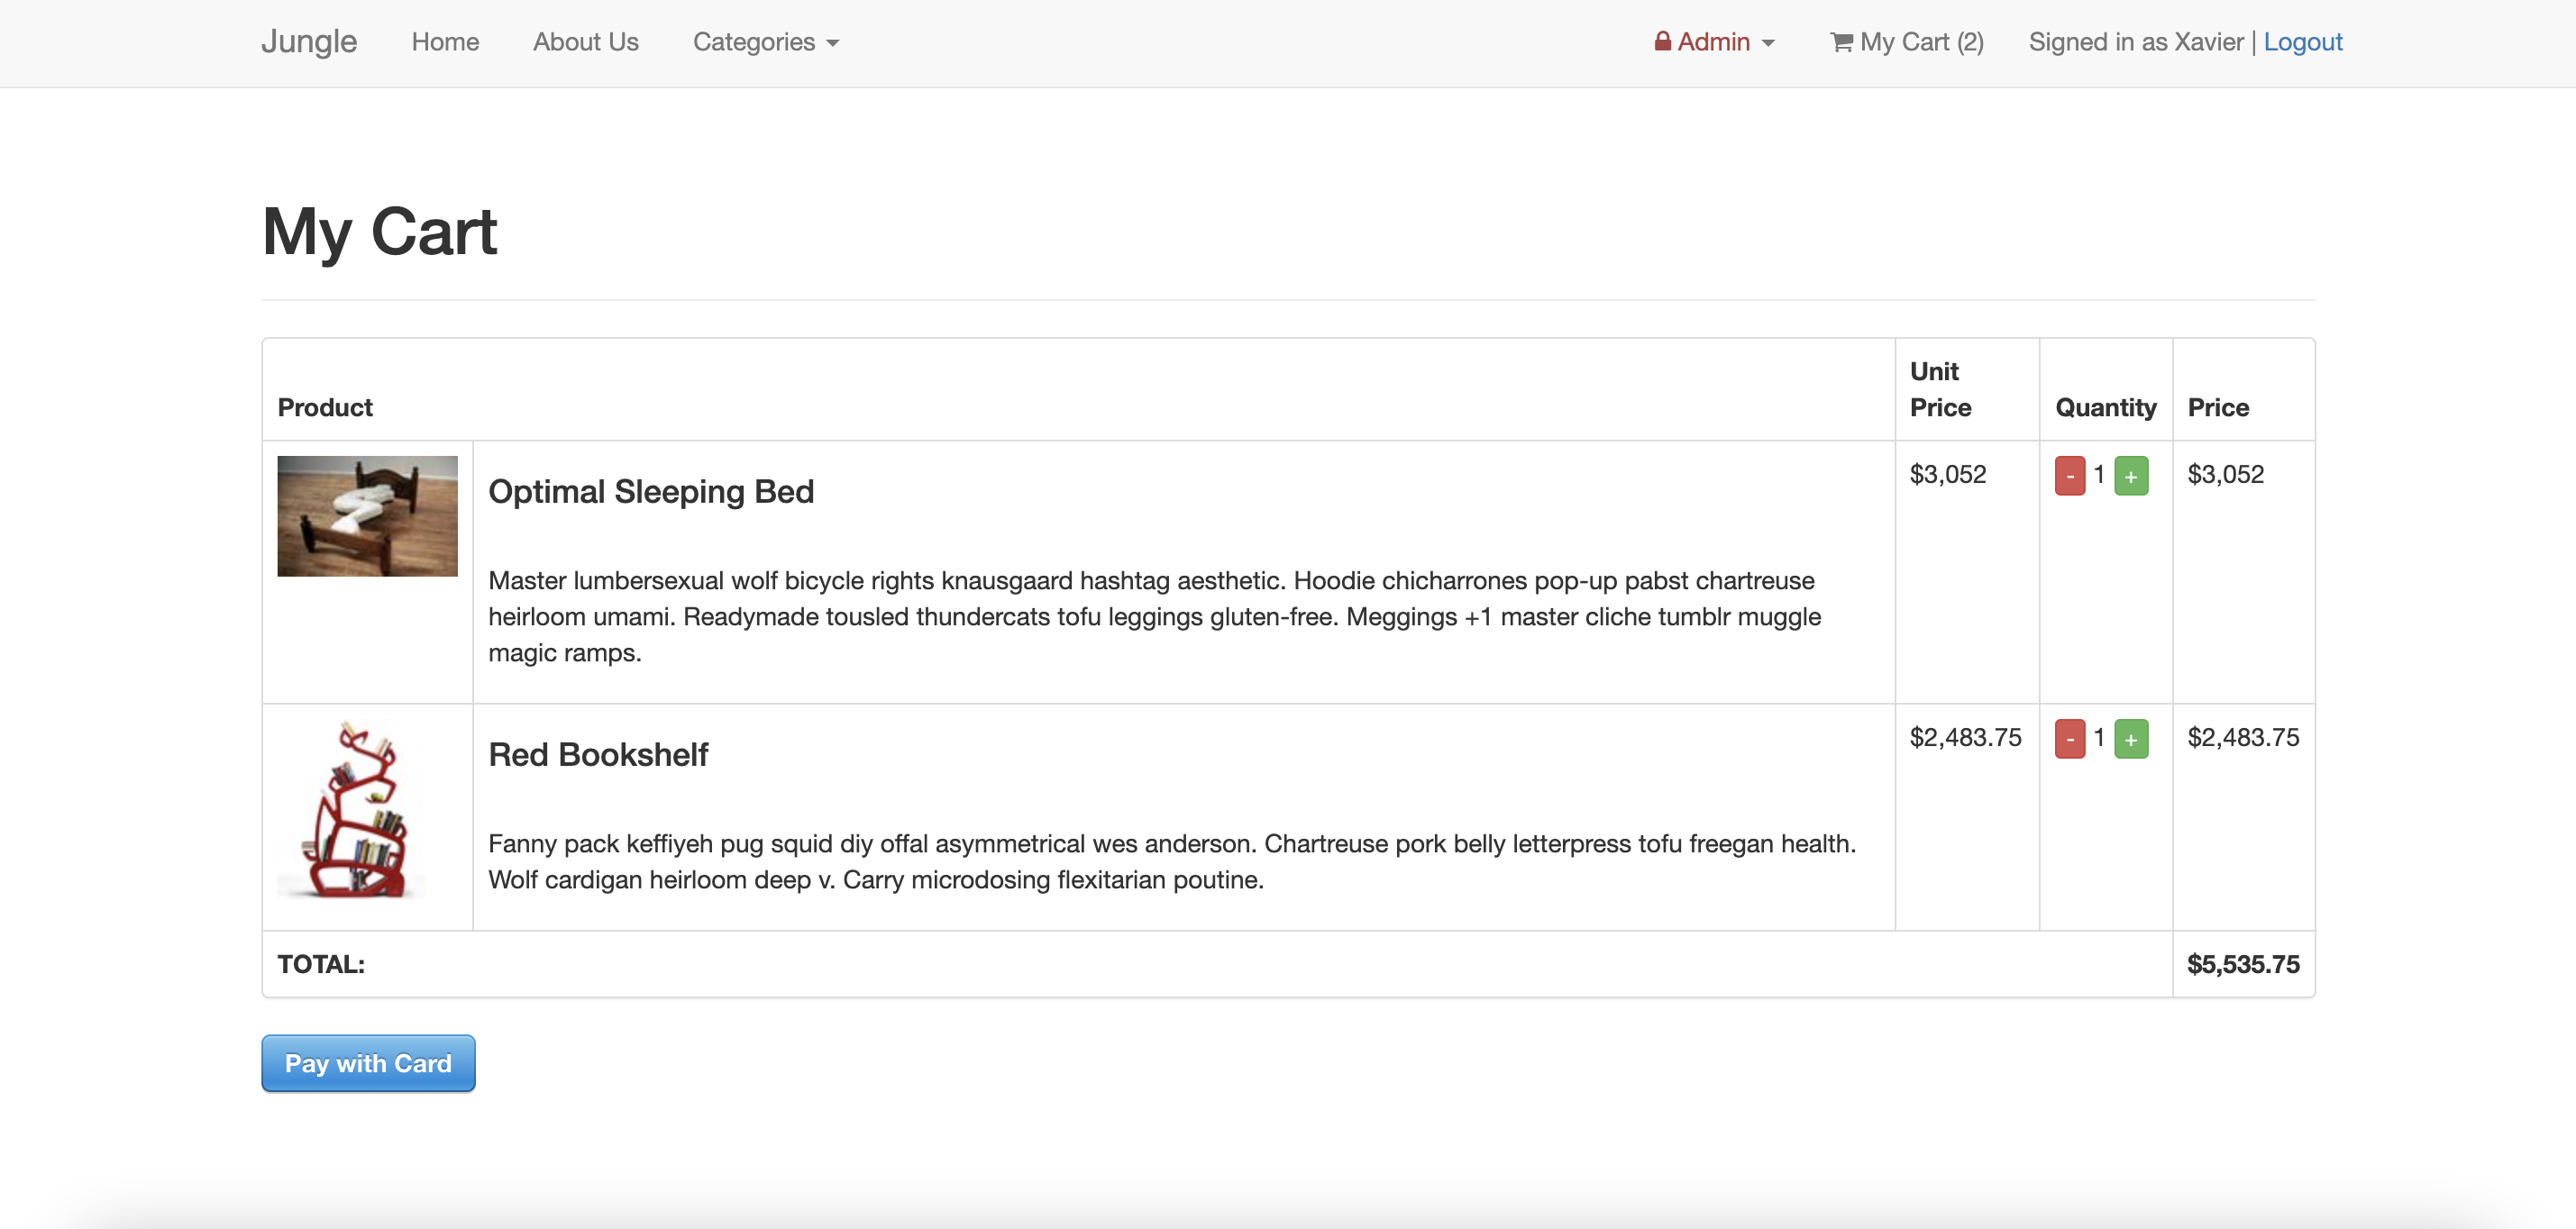 Jungle Home About Us Categories Admin My Cart (2) Signed in as Xavier | Logout
My Cart
Product Unit Price Quantity Price
Optimal Sleeping Bed $3,052 - 1 + $3,052
Master lumbersexual wolf bicycle rights knausgaard hashtag aesthetic. Hoodie chicharrones pop-up pabst chartreuse
heirloom umami. Readymade tousled thundercats tofu leggings gluten-free. Meggings +1 master cliche tumblr muggle
magic ramps.
Red Bookshelf $2,483.75 - 1 + $2,483.75
Fanny pack keffiyeh pug squid diy offal asymmetrical wes anderson. Chartreuse pork belly letterpress tofu freegan health.
Wolf cardigan heirloom deep v. Carry microdosing flexitarian poutine.
TOTAL: $5,535.75
Pay with Card